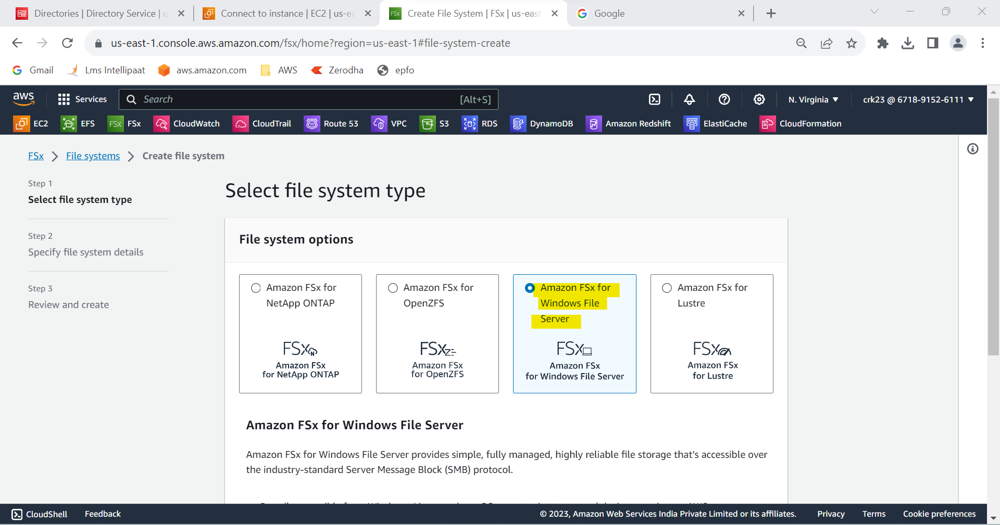 Directories | Directory Service | u
Connect to instance | EC2 | us-ea
Create File System | FSx | us-east
Google
us-east-1.console.aws.amazon.com/fsx/home?region=us-east-1#file-system-create
Gmail
Lms Intellipaat
aws.amazon.com
AWS
Zerodha
epfo
aws
Services
Search
[Alt+S]
N. Virginia
crk23 @ 6718-9152-6111
EC2
EFS
FSx
CloudWatch
CloudTrail
Route 53
VPC
S3
RDS
DynamoDB
Amazon Redshift
ElastiCache
CloudFormation
FSx
File systems
Create file system
Step 1
Select file system type
Step 2
Specify file system details
Step 3
Review and create
Select file system type
File system options
Amazon FSx for
NetApp ONTAP
FSx
Amazon FSx
for NetApp ONTAP
Amazon FSx for
OpenZFS
FSx
Amazon FSx
for OpenZFS
Amazon FSx for
Windows File
Server
FSx
Amazon FSx
for Windows File Server
Amazon FSx for
Lustre
FSx
Amazon FSx
for Lustre
Amazon FSx for Windows File Server
Amazon FSx for Windows File Server provides simple, fully managed, highly reliable file storage that's accessible over
the industry-standard Server Message Block (SMB) protocol.
CloudShell
Feedback
© 2023, Amazon Web Services India Private Limited or its affiliates.
Privacy
Terms
Cookie preferences